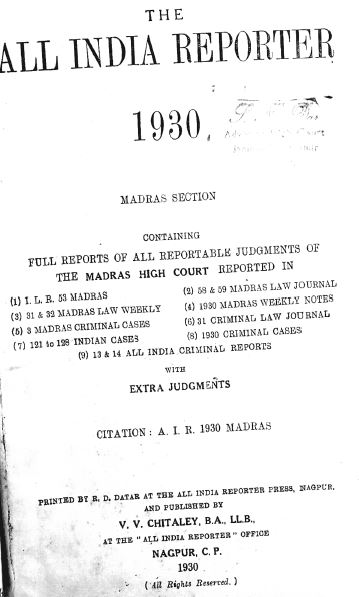 THE
ALL INDIA REPORTER
1930
MADRAS SECTION
CONTAINING
FULL REPORTS OF ALL REPORTABLE JUDGMENTS OF
THE MADRAS HIGH COURT REPORTED IN
(1) I. L. R. 53 MADRAS (2) 58 & 59 MADRAS LAW JOURNAL
(3) 31 & 32 MADRAS LAW WEEKLY (4) 1930 MADRAS WEEKLY NOTES
(5) 3 MADRAS CRIMINAL CASES (6) 31 CRIMINAL LAW JOURNAL
(7) 121 to 128 INDIAN CASES (8) 1930 CRIMINAL CASES
(9) 13 & 14 ALL INDIA CRIMINAL REPORTS
WITH
EXTRA JUDGMENTS
CITATION : A. I. R. 1930 MADRAS
PRINTED BY R. D. DATAR AT THE ALL INDIA REPORTER PRESS, NAGPUR,
AND PUBLISHED BY
V. V. CHITALEY, B.A., LL.B.,
AT THE "ALL INDIA REPORTER" OFFICE
NAGPUR, C. P.
1930
( All Rights Reserved. )